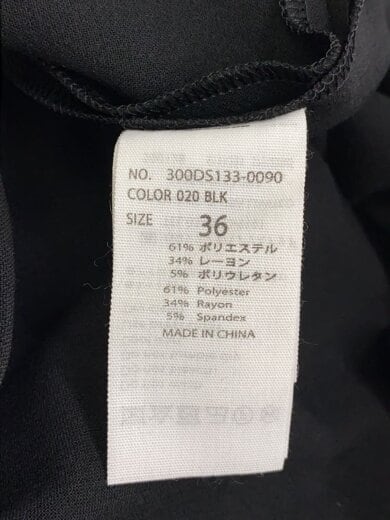 NO. 300DS133-0090
COLOR 020 BLK
SIZE 36
61% ポリエステル
34% レーヨン
5% ポリウレタン
61% Polyester
34% Rayon
5% Spandex
MADE IN CHINA